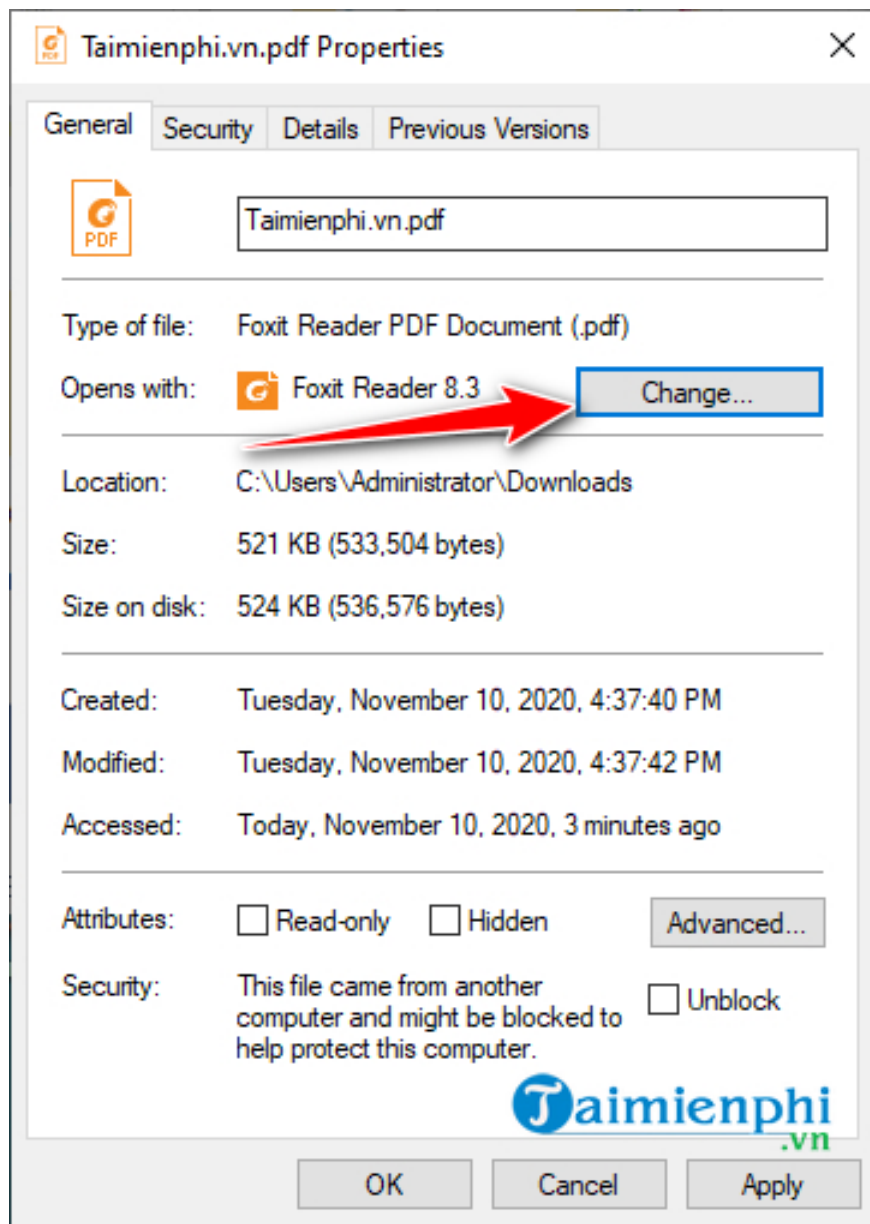 Taimienphi.vn.pdf Properties
General Security Details Previous Versions
PDF
Taimienphi.vn.pdf
Type of file: Foxit Reader PDF Document (.pdf)
Opens with: Foxit Reader 8.3 Change...
Location: C:\Users\Administrator\Downloads
Size: 521 KB (533,504 bytes)
Size on disk: 524 KB (536,576 bytes)
Created: Tuesday, November 10, 2020, 4:37:40 PM
Modified: Tuesday, November 10, 2020, 4:37:42 PM
Accessed: Today, November 10, 2020, 3 minutes ago
Attributes: Read-only Hidden Advanced...
Security: This file came from another
computer and might be blocked to
help protect this computer.
Unblock
Taimienphi
.vn
OK Cancel Apply